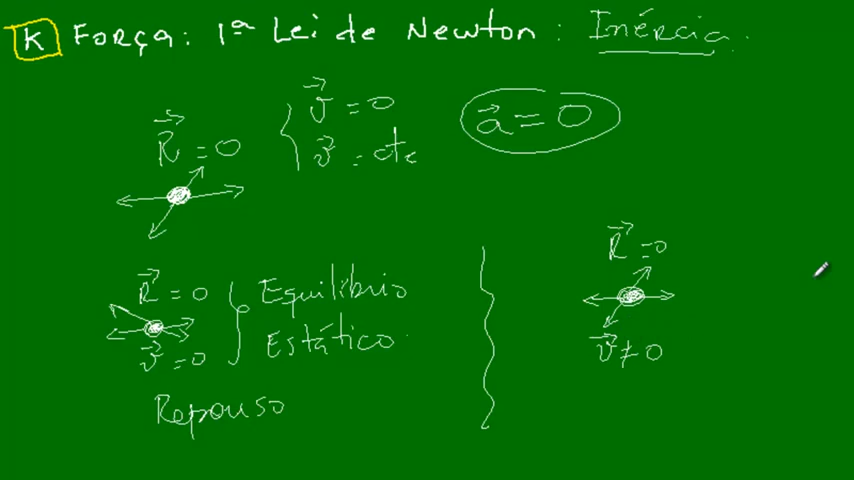 K Força: 1ª Lei de Newton: Inércia.
R⃗ = 0
v⃗ = 0
v⃗ = cte
a⃗ = 0
R⃗ = 0
v⃗ = 0
Equilíbrio
Estático
Repouso
R⃗ = 0
v⃗ ≠ 0